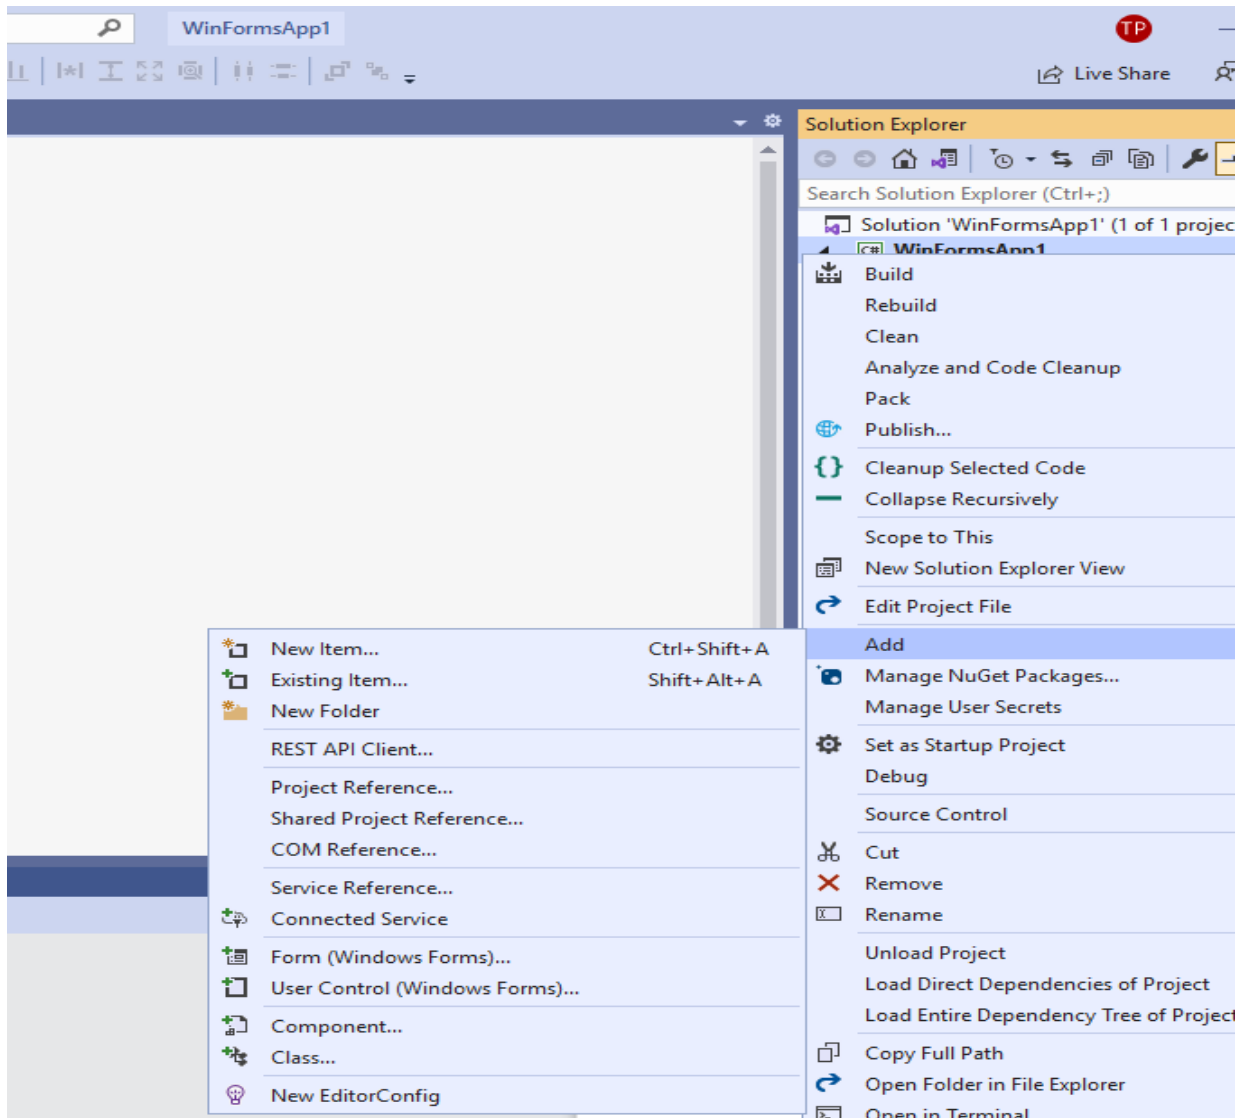 WinFormsApp1
TP
Live Share
Solution Explorer
Search Solution Explorer (Ctrl+;)
Solution 'WinFormsApp1' (1 of 1 projec
C# WinFormsApp1
Build
Rebuild
Clean
Analyze and Code Cleanup
Pack
Publish...
Cleanup Selected Code
Collapse Recursively
Scope to This
New Solution Explorer View
Edit Project File
Add
Manage NuGet Packages...
Manage User Secrets
Set as Startup Project
Debug
Source Control
Cut
Remove
Rename
Unload Project
Load Direct Dependencies of Project
Load Entire Dependency Tree of Project
Copy Full Path
Open Folder in File Explorer
Open in Terminal
New Item... Ctrl+Shift+A
Existing Item... Shift+Alt+A
New Folder
REST API Client...
Project Reference...
Shared Project Reference...
COM Reference...
Service Reference...
Connected Service
Form (Windows Forms)...
User Control (Windows Forms)...
Component...
Class...
New EditorConfig